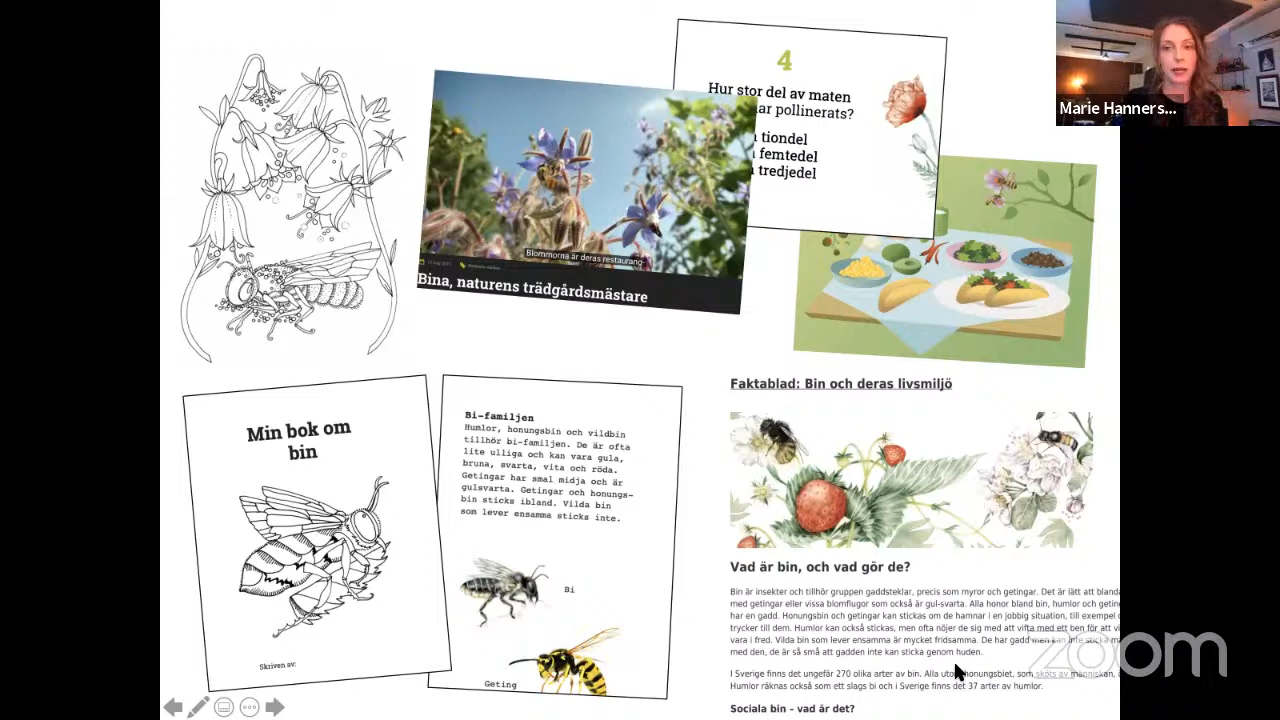 4
Hur stor del av maten
har pollinerats?
tiondel
femtedel
tredjedel
Marie Hanners...
Blommorna är deras restaurang
Bina, naturens trädgårdsmästare
Min bok om
bin
Skriven av:
Bi-familjen
Humlor, honungsbin och vildbin
tillhör bi-familjen. De är ofta
lite ulliga och kan vara gula,
bruna, svarta, vita och röda.
Getingar har smal midja och är
gulsvarta. Getingar och honungs-
bin sticks ibland. Vilda bin
som lever ensamma sticks inte.
Bi
Geting
Faktablad: Bin och deras livsmiljö
Vad är bin, och vad gör de?
Bin är insekter och tillhör gruppen gaddsteklar, precis som myror och getingar. Det är lätt att blanda
med getingar eller vissa blomflugor som också är gul-svarta. Alla honor bland bin, humlor och getin
har en gadd. Honungsbin och getingar kan stickas om de hamnar i en jobbig situation, till exempel
trycker till dem. Humlor kan också stickas, men ofta nöjer de sig med att vifta med ett ben för att vi
vara i fred. Vilda bin som lever ensamma är mycket fridsamma. De har gadd men kan inte sticka
med den, de är så små att gadden inte kan sticka genom huden.
I Sverige finns det ungefär 270 olika arter av bin. Alla utom honungsbiet, som sköts av människan,
Humlor räknas också som ett slags bi och i Sverige finns det 37 arter av humlor.
Sociala bin – vad är det?
zoom